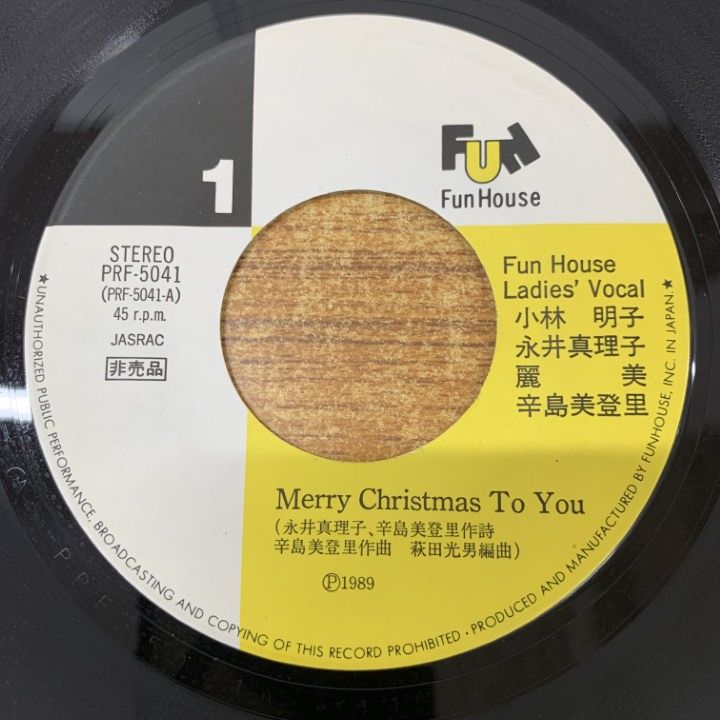 1
Fun
Fun House
STEREO
PRF-5041
(PRF-5041-A)
45 r.p.m.
JASRAC
非売品
Fun House
Ladies' Vocal
小林 明子
永井真理子
麗 美
辛島美登里
Merry Christmas To You
(永井真理子、辛島美登里作詩
辛島美登里作曲 萩田光男編曲)
Ⓟ1989
★UNAUTHORIZED PUBLIC PERFORMANCE, BROADCASTING AND COPYING OF THIS RECORD PROHIBITED • PRODUCED AND MANUFACTURED BY FUNHOUSE, INC. IN JAPAN.★